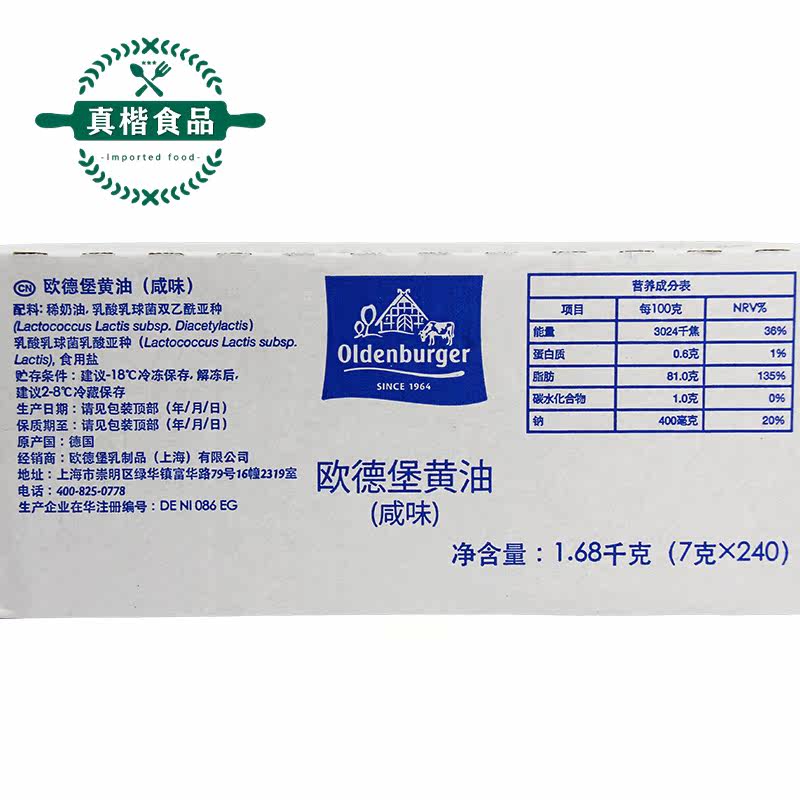 真楷食品
-Imported food-
CN 欧德堡黄油（咸味）
配料：稀奶油，乳酸乳球菌双乙酰亚种
(Lactococcus Lactis subsp. Diacetylactis)
乳酸乳球菌乳酸亚种（Lactococcus Lactis subsp.
Lactis), 食用盐
贮存条件：建议-18℃冷冻保存，解冻后，
建议2-8℃冷藏保存
生产日期：请见包装顶部（年/月/日）
保质期至：请见包装顶部（年/月/日）
原产国：德国
经销商：欧德堡乳制品（上海）有限公司
地址：上海市崇明区绿华镇富华路79号16幢2319室
电话：400-825-0778
生产企业在华注册编号：DE NI 086 EG
Oldenburger
SINCE 1964
欧德堡黄油
(咸味)
净含量：1.68千克（7克×240）
营养成分表
项目 每100克 NRV%
能量 3024千焦 36%
蛋白质 0.6克 1%
脂肪 81.0克 135%
碳水化合物 1.0克 0%
钠 400毫克 20%